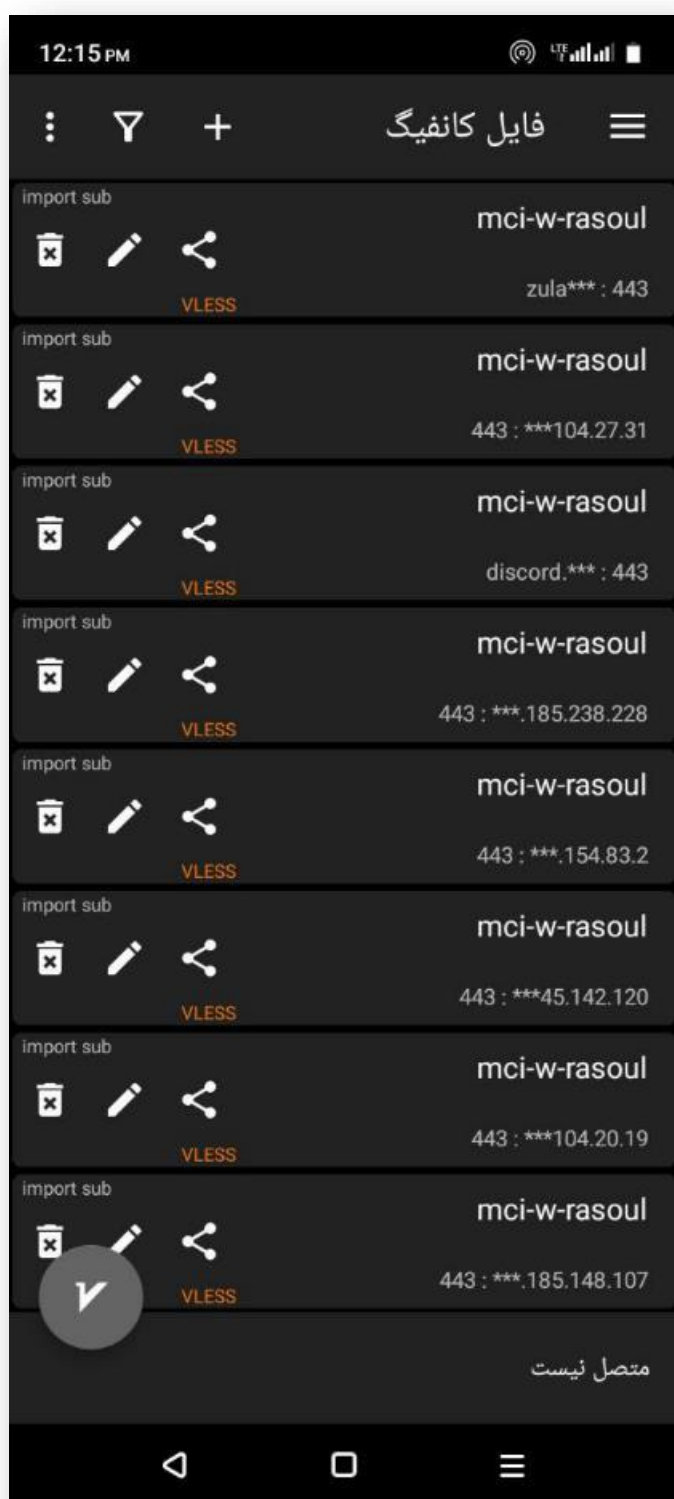 12:15 PM
LTE
فایل کانفیگ
import sub
mci-w-rasoul
zula*** : 443
VLESS
import sub
mci-w-rasoul
443 : ***104.27.31
VLESS
import sub
mci-w-rasoul
discord.*** : 443
VLESS
import sub
mci-w-rasoul
443 : ***.185.238.228
VLESS
import sub
mci-w-rasoul
443 : ***.154.83.2
VLESS
import sub
mci-w-rasoul
443 : ***45.142.120
VLESS
import sub
mci-w-rasoul
443 : ***104.20.19
VLESS
import sub
mci-w-rasoul
443 : ***.185.148.107
VLESS
متصل نیست